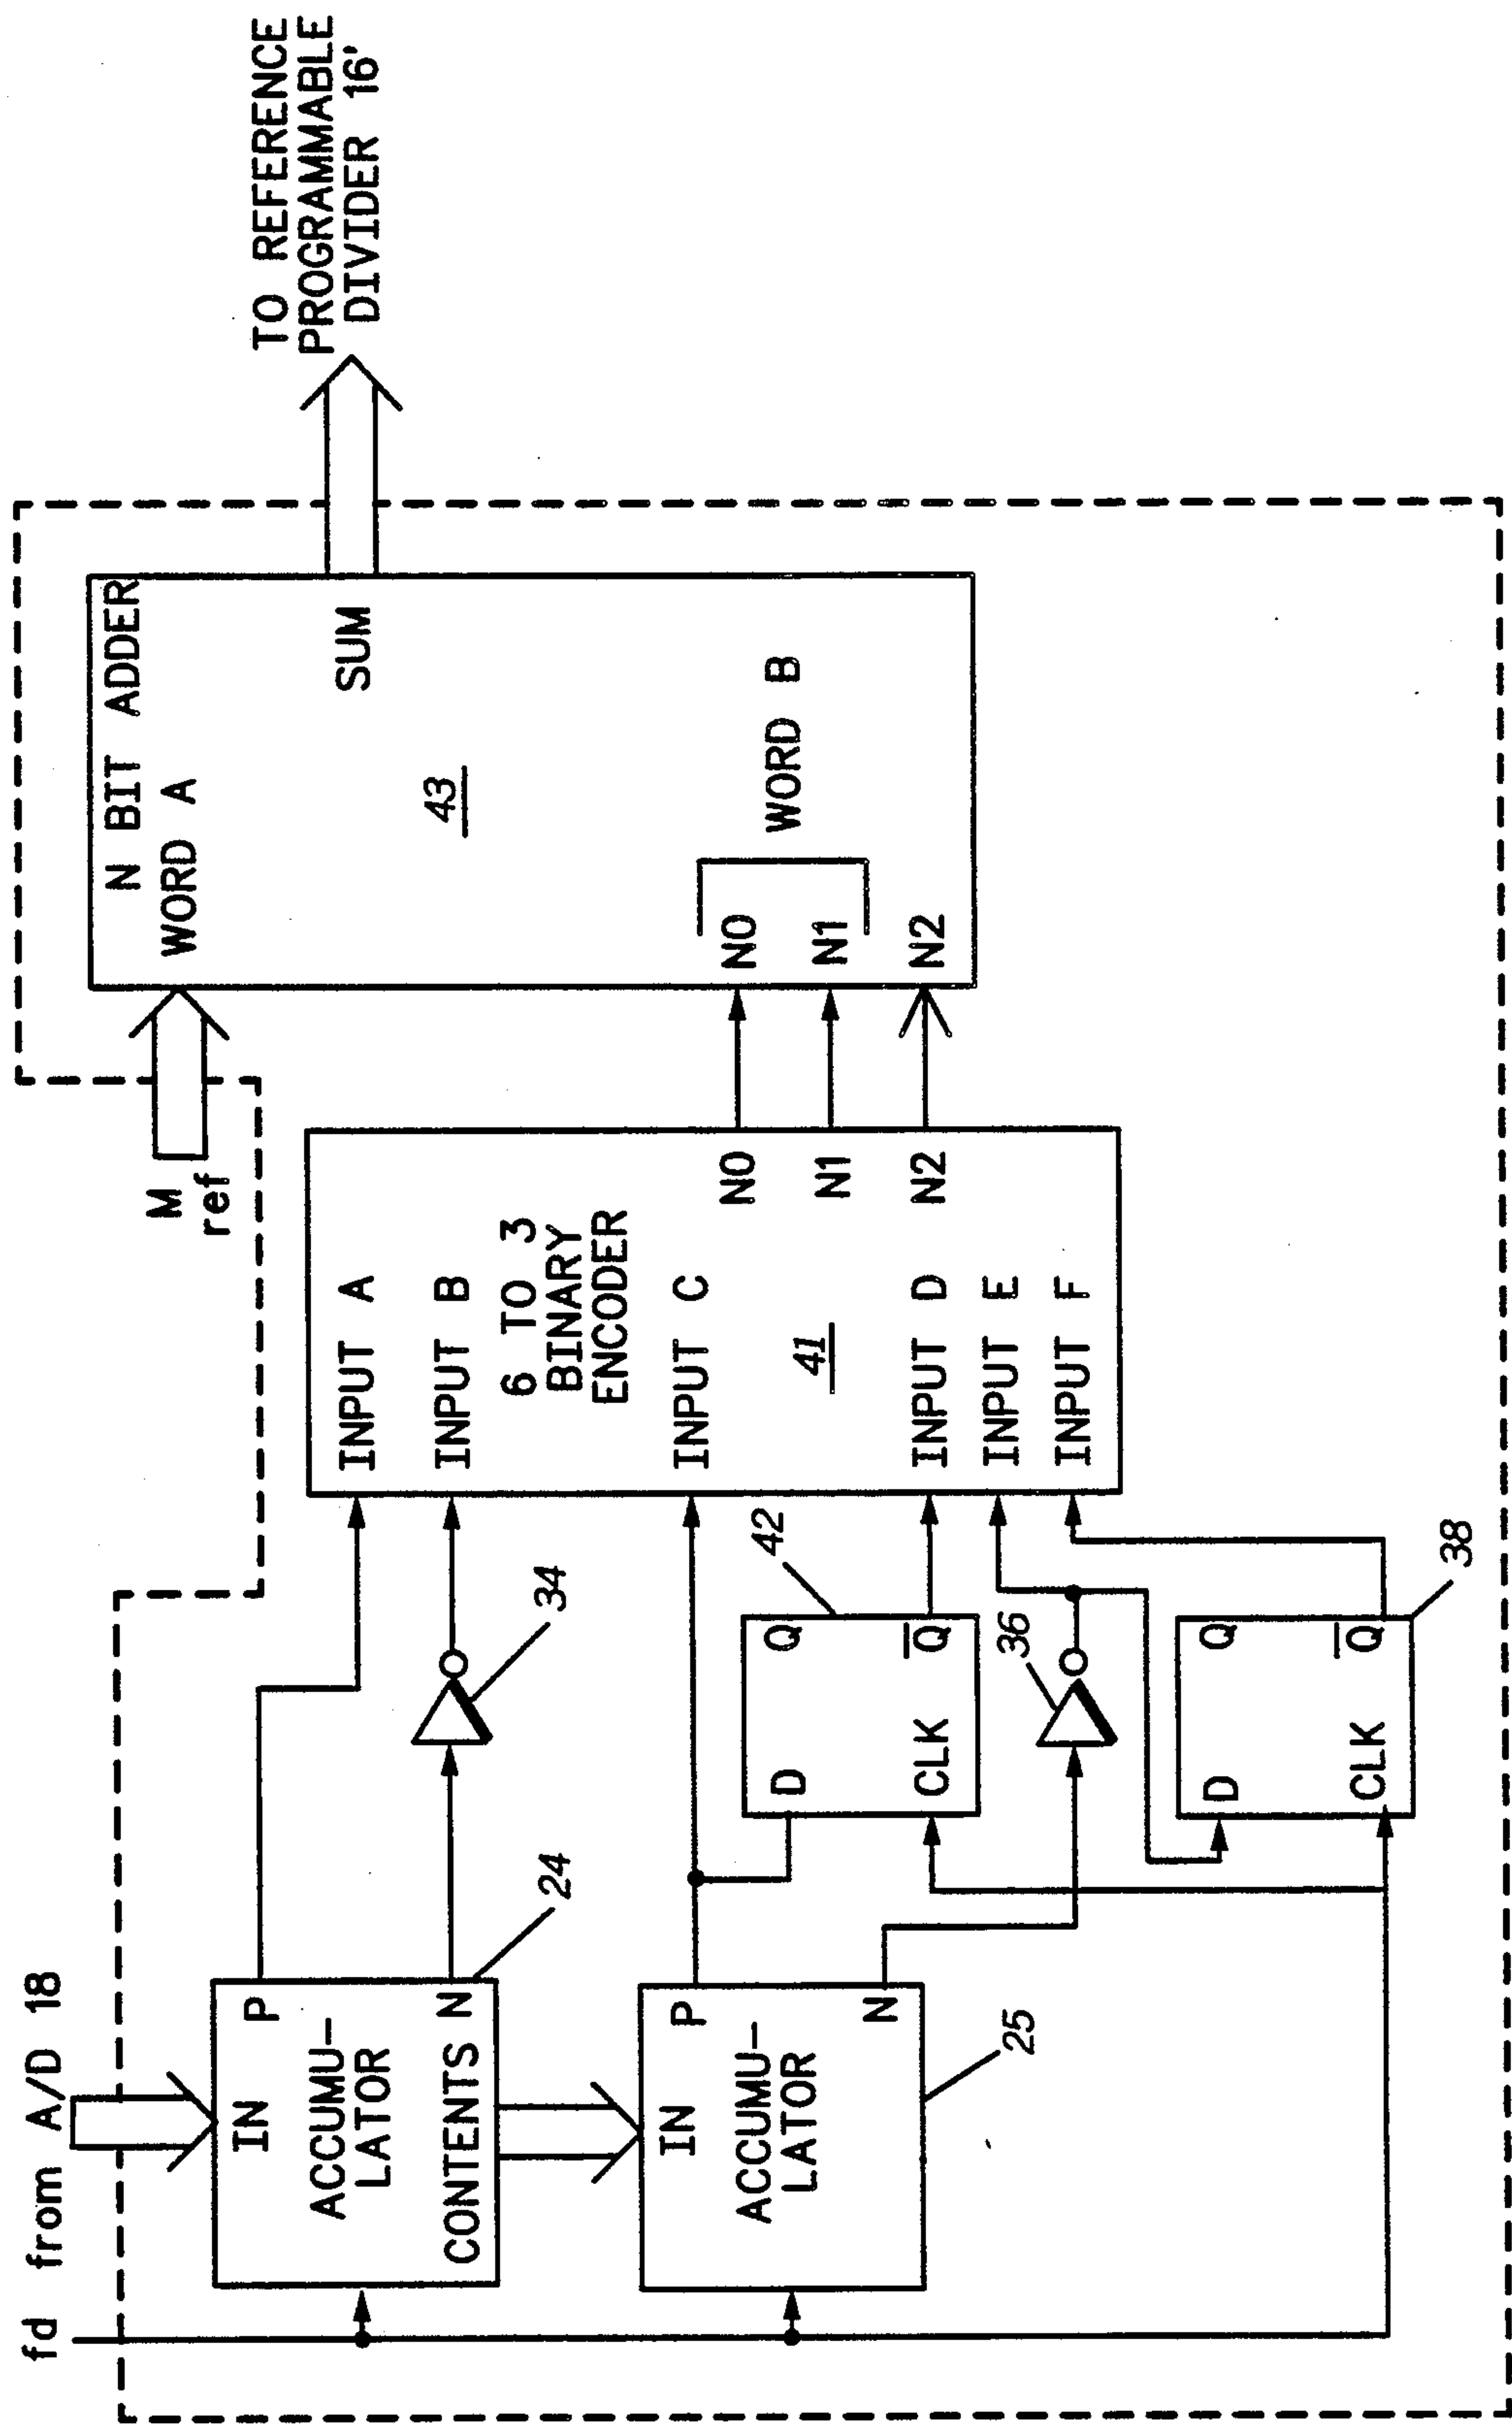 fd
from A/D 18
IN
P
ACCUMU-
LATOR
CONTENTS
N
24
IN
P
ACCUMU-
LATOR
N
25
34
D
Q
CLK
Q
42
36
D
Q
CLK
Q
38
INPUT A
INPUT B
6 TO 3
BINARY
ENCODER
INPUT C
41
INPUT D
INPUT E
INPUT F
N0
N1
N2
M
ref
N BIT ADDER
WORD A
SUM
43
N0
N1
N2
WORD B
TO REFERENCE
PROGRAMMABLE
DIVIDER 16'